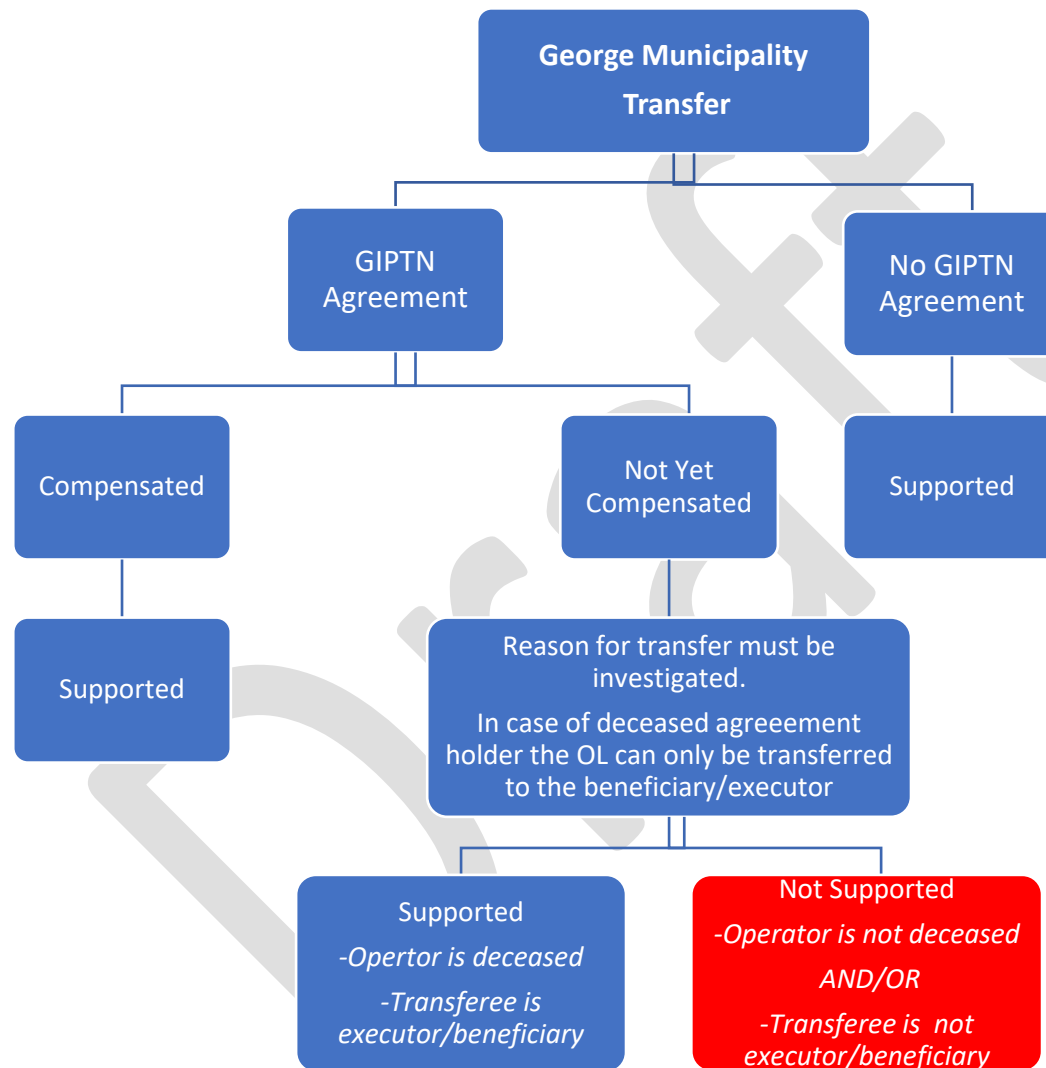 George Municipality
Transfer
GIPTN
Agreement
No GIPTN
Agreement
Compensated
Not Yet
Compensated
Supported
Supported
Reason for transfer must be
investigated.
In case of deceased agreeement
holder the OL can only be transferred
to the beneficiary/executor
Supported
-Opertor is deceased
-Transferee is
executor/beneficiary
Not Supported
-Operator is not deceased
AND/OR
-Transferee is not
executor/beneficiary
Draft